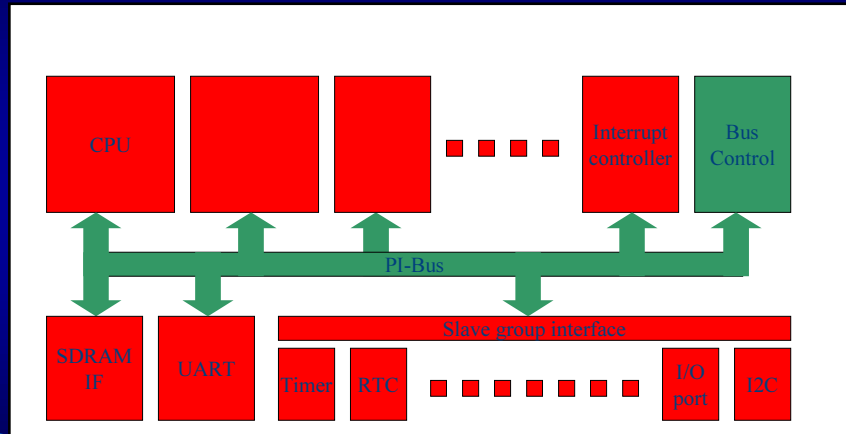 CPU
Interrupt
controller
Bus
Control
PI-Bus
SDRAM
IF
UART
Slave group interface
Timer
RTC
I/O
port
I2C